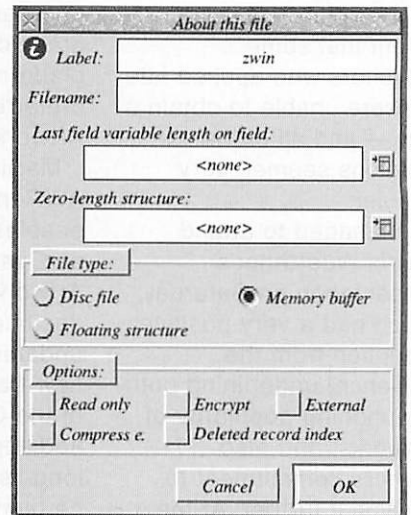 About this file
Label: zwin
Filename:
Last field variable length on field:
<none>
Zero-length structure:
<none>
File type:
Disc file Memory buffer
Floating structure
Options:
Read only Encrypt External
Compress e. Deleted record index
Cancel OK